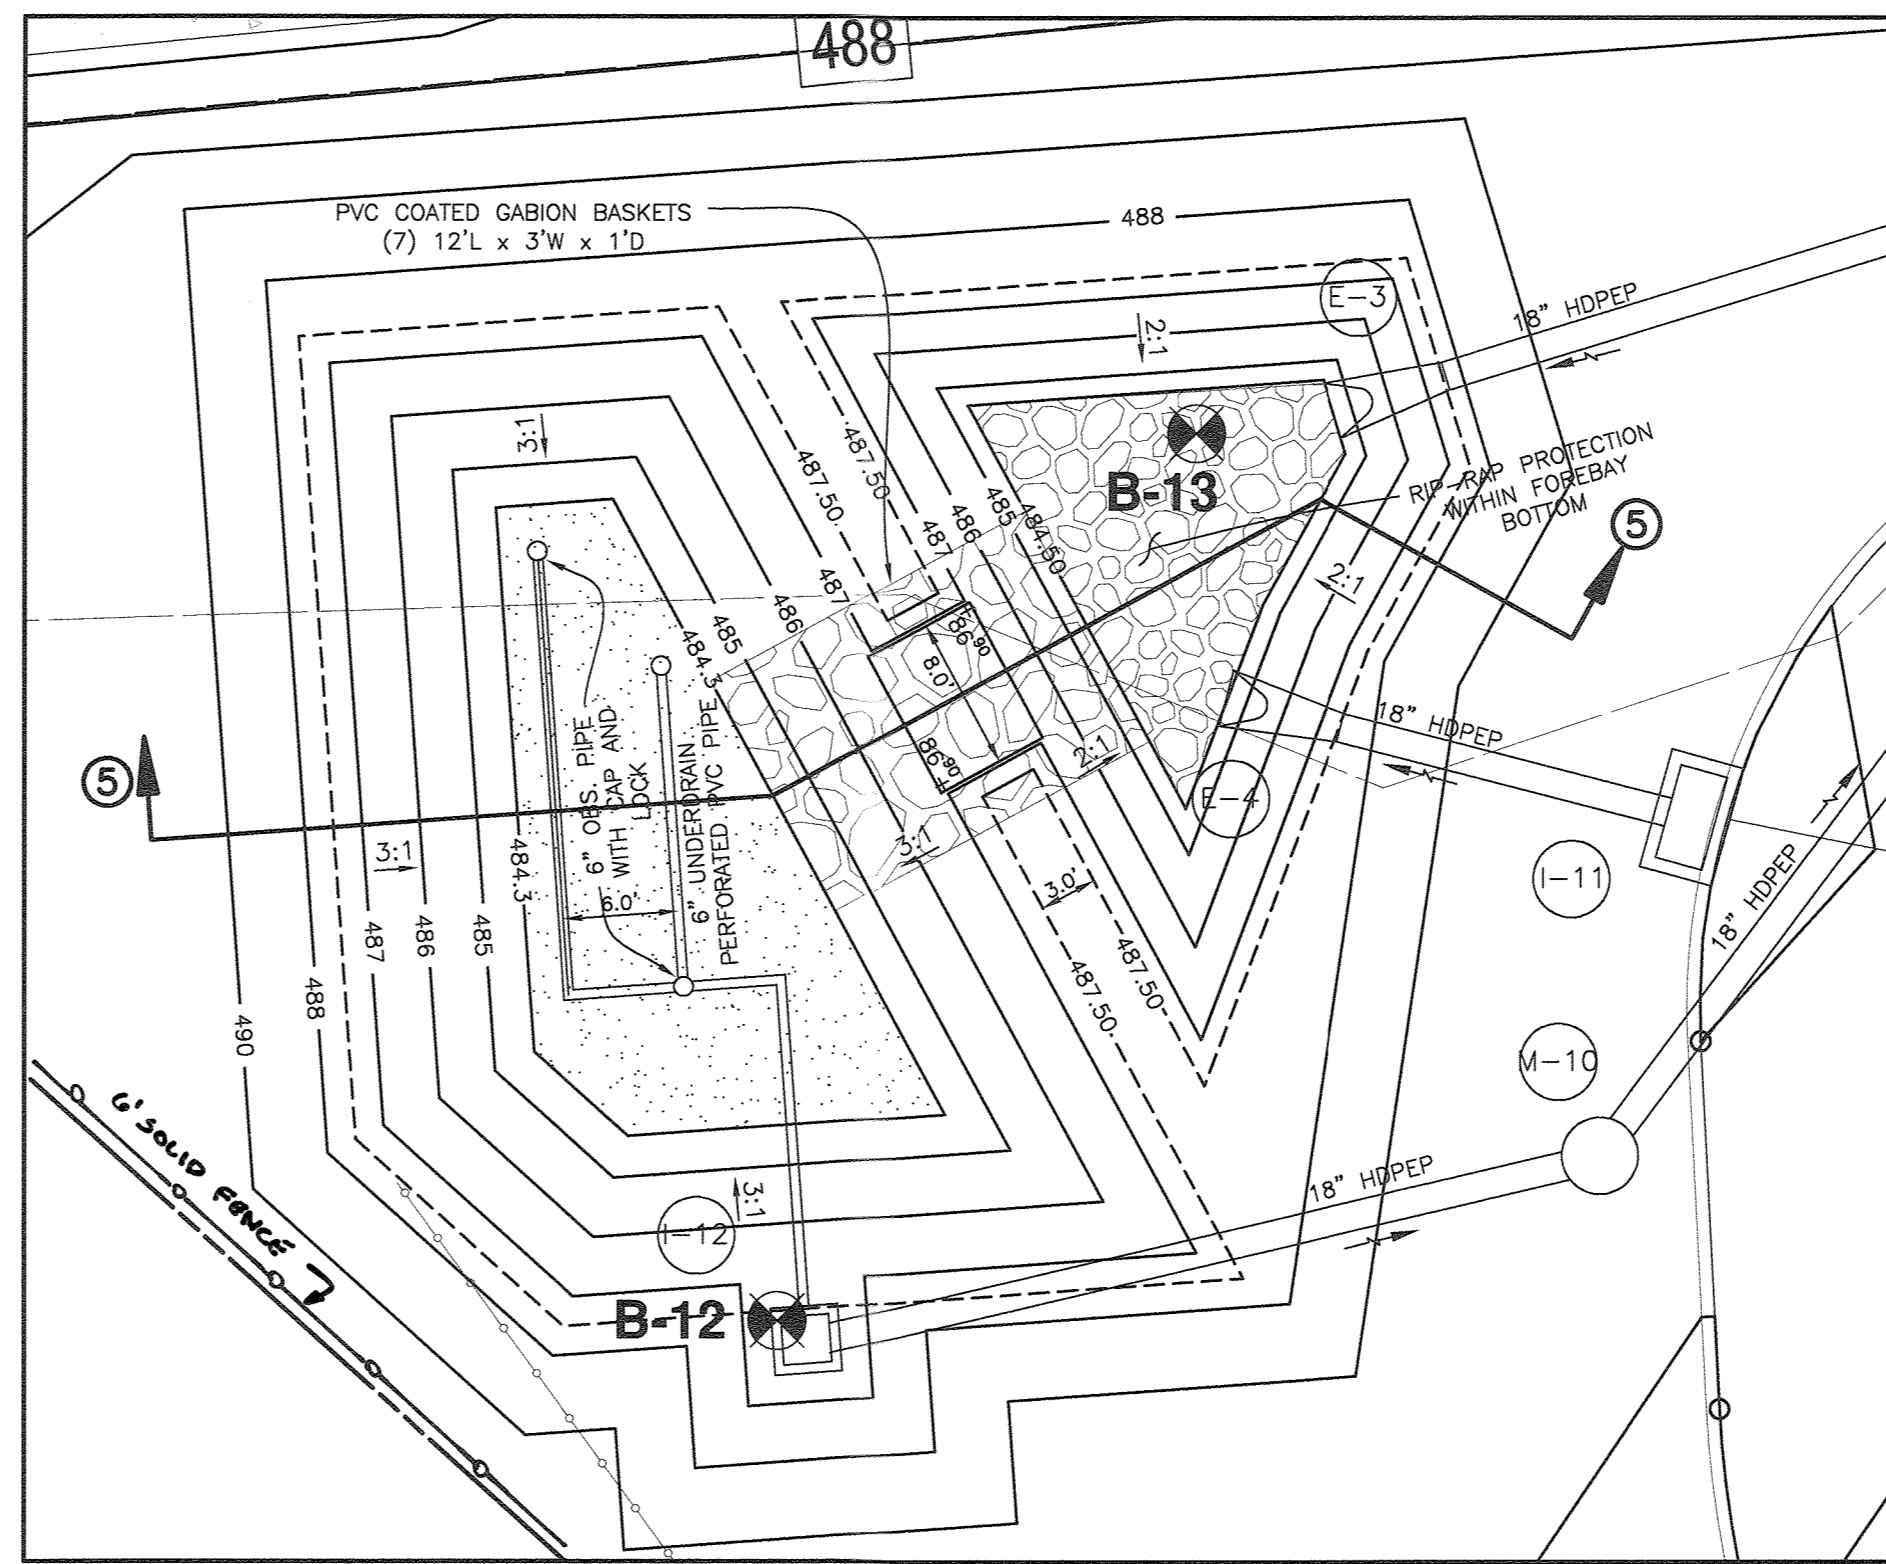 488
PVC COATED GABION BASKETS
(7) 12'L x 3'W x 1'D
488
E-3
18" HDPEP
2:1
3:1
487.50
487.50
B-13
RIP-RAP PROTECTION
WITHIN FOREBAY
BOTTOM
5
484.50
485
486
487
487
486
485
484.3
86.90
8.0'
86.90
2:1
2:1
3:1
18" HDPEP
E-4
5
6" OBS. PIPE
WITH CAP AND
LOCK
6" UNDERDRAIN
PERFORATED PVC PIPE
3:1
484.3
6.0'
3.0'
I-11
18" HDPEP
487
486
485
488
490
487.50
487.50
M-10
6' SOLID FENCE
3:1
I-12
18" HDPEP
B-12